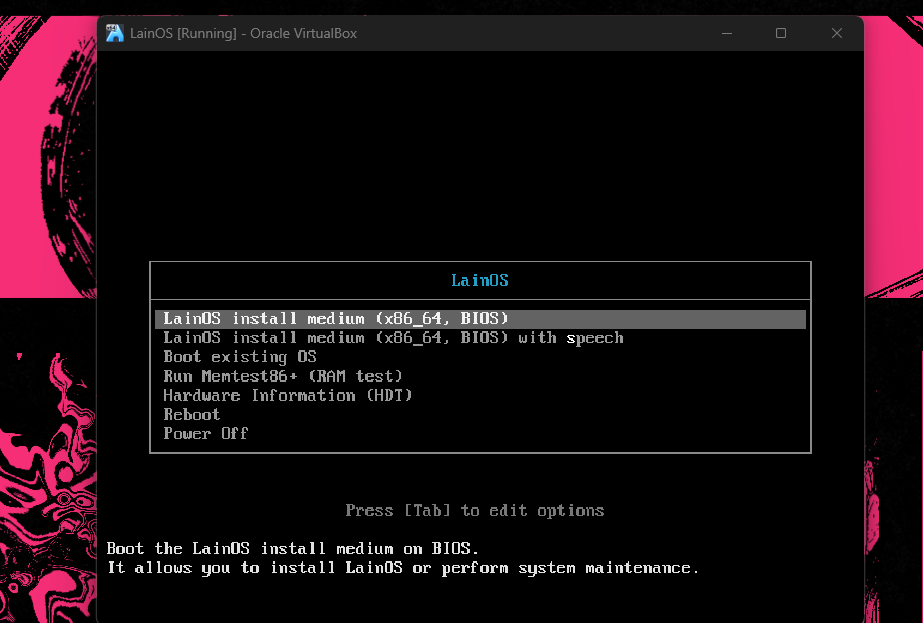 LainOS [Running] - Oracle VirtualBox
LainOS
LainOS install medium (x86_64, BIOS)
LainOS install medium (x86_64, BIOS) with speech
Boot existing OS
Run Memtest86+ (RAM test)
Hardware Information (HDT)
Reboot
Power Off
Press [Tab] to edit options
Boot the LainOS install medium on BIOS.
It allows you to install LainOS or perform system maintenance.